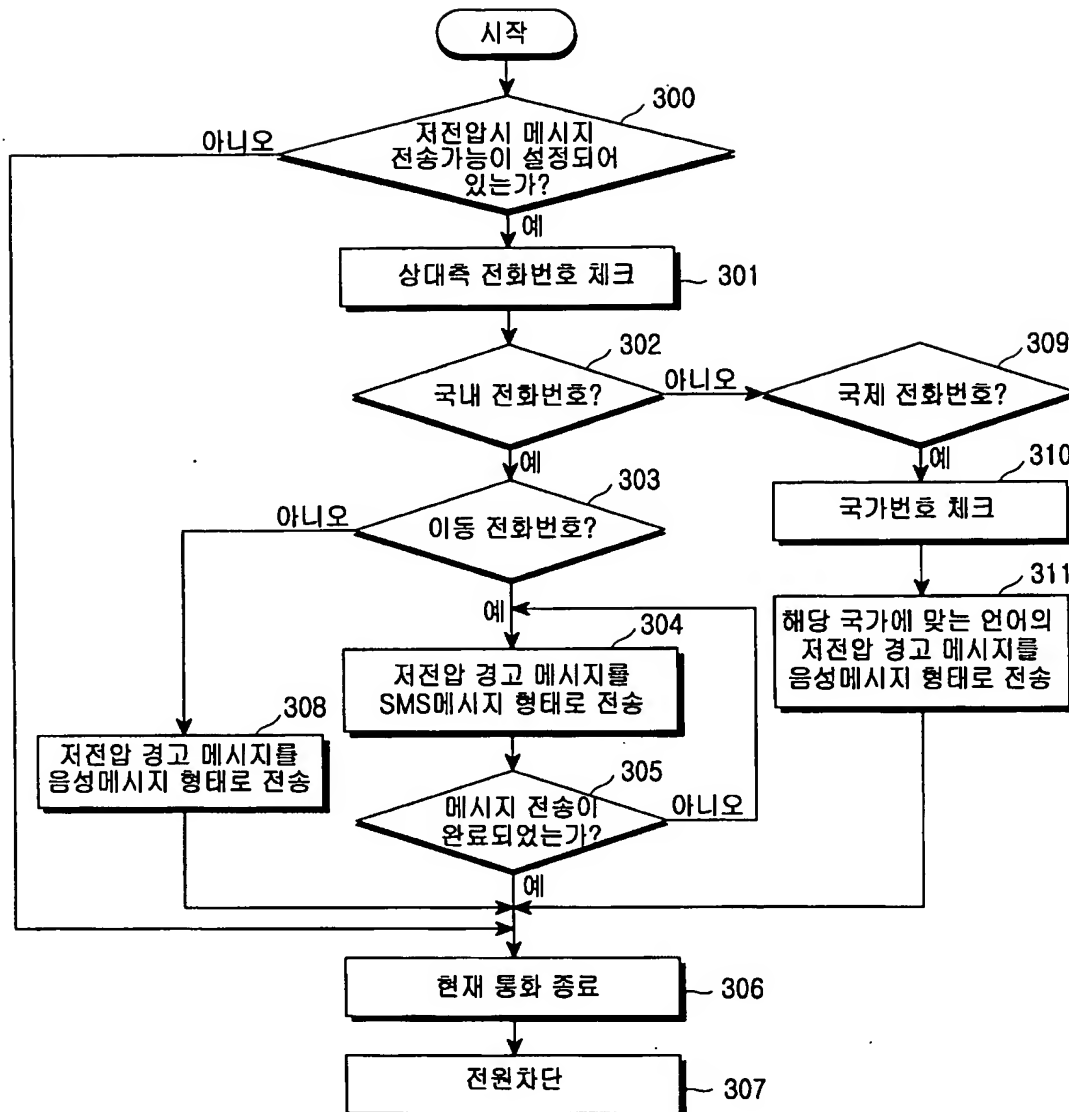 시작
300
저전압시 메시지
전송가능이 설정되어
있는가?
아니오
예
상대측 전화번호 체크
301
302
국내 전화번호?
아니오
309
국제 전화번호?
예
예
303
이동 전화번호?
아니오
310
국가번호 체크
예
304
저전압 경고 메시지를
SMS메시지 형태로 전송
311
해당 국가에 맞는 언어의
저전압 경고 메시지를
음성메시지 형태로 전송
308
저전압 경고 메시지를
음성메시지 형태로 전송
305
메시지 전송이
완료되었는가?
아니오
예
현재 통화 종료
306
전원차단
307